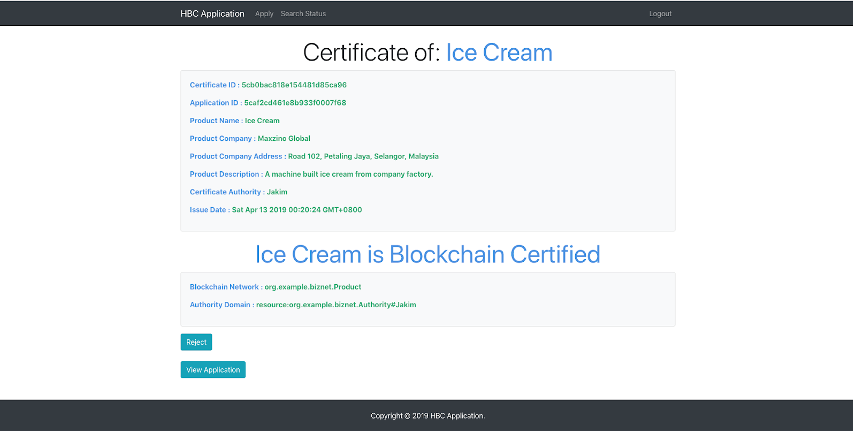 HBC Application Apply Search Status Logout
Certificate of: Ice Cream
Certificate ID : 5cb0bac818e154481d85ca96
Application ID : 5caf2cd461e8b933f0007f68
Product Name : Ice Cream
Product Company : Maxzino Global
Product Company Address : Road 102, Petaling Jaya, Selangor, Malaysia
Product Description : A machine built ice cream from company factory.
Certificate Authority : Jakim
Issue Date : Sat Apr 13 2019 00:20:24 GMT+0800
Ice Cream is Blockchain Certified
Blockchain Network : org.example.biznet.Product
Authority Domain : resource:org.example.biznet.Authority#Jakim
Reject
View Application
Copyright © 2019 HBC Application.